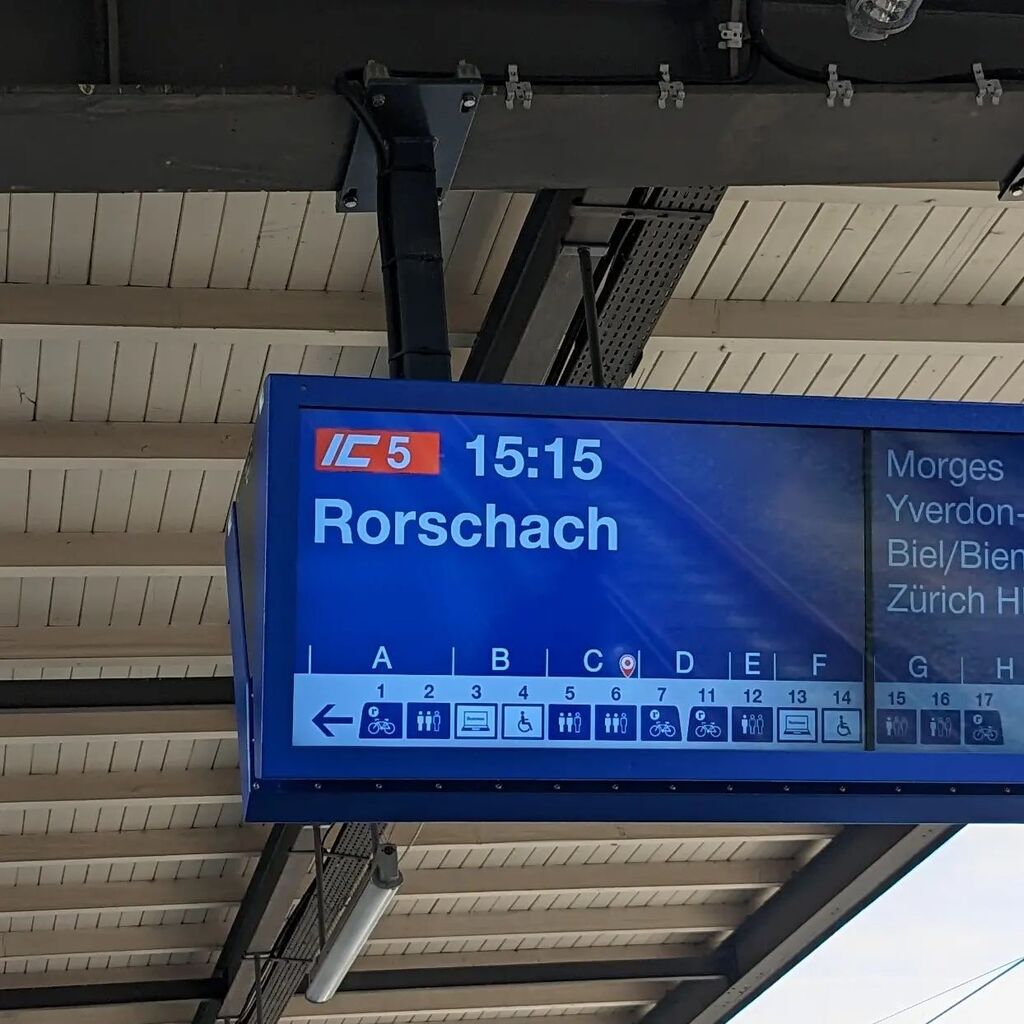 IC 5 15:15
Rorschach
Morges
Yverdon-
Biel/Bien
Zürich H
A B C D E F G H
1 2 3 4 5 6 7 11 12 13 14 15 16 17